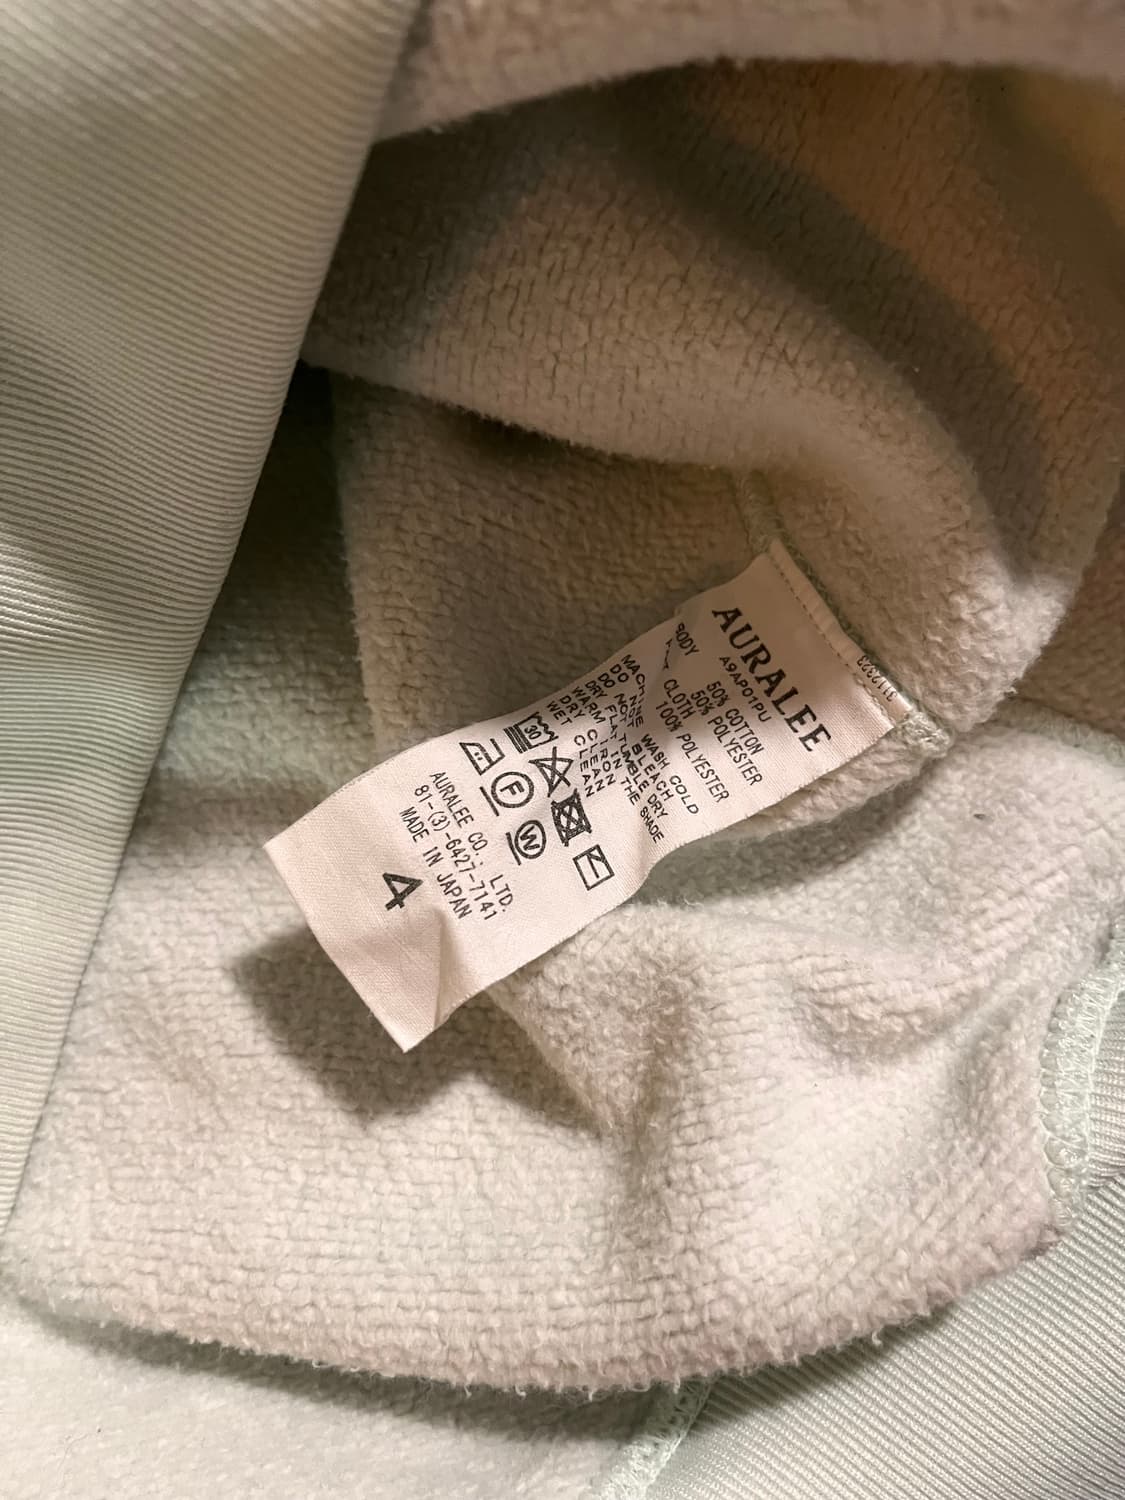 AURALEE
A9AP01PU
BODY 50% COTTON
50% POLYESTER
CLOTH 100% POLYESTER
MACHINE WASH COLD
DO NOT BLEACH
DO NOT TUMBLE DRY
DRY FLAT IN THE SHADE
WARM IRON
DRY CLEAN
WET CLEAN
30
F
W
AURALEE CO., LTD.
81-(3)-6427-7141
MADE IN JAPAN
4